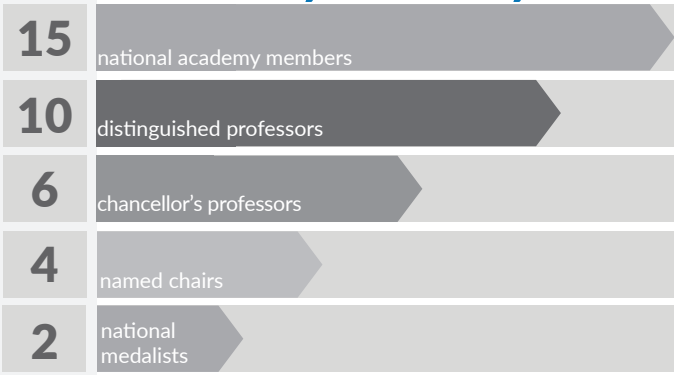 15
national academy members
10
distinguished professors
6
chancellor's professors
4
named chairs
2
national
medalists